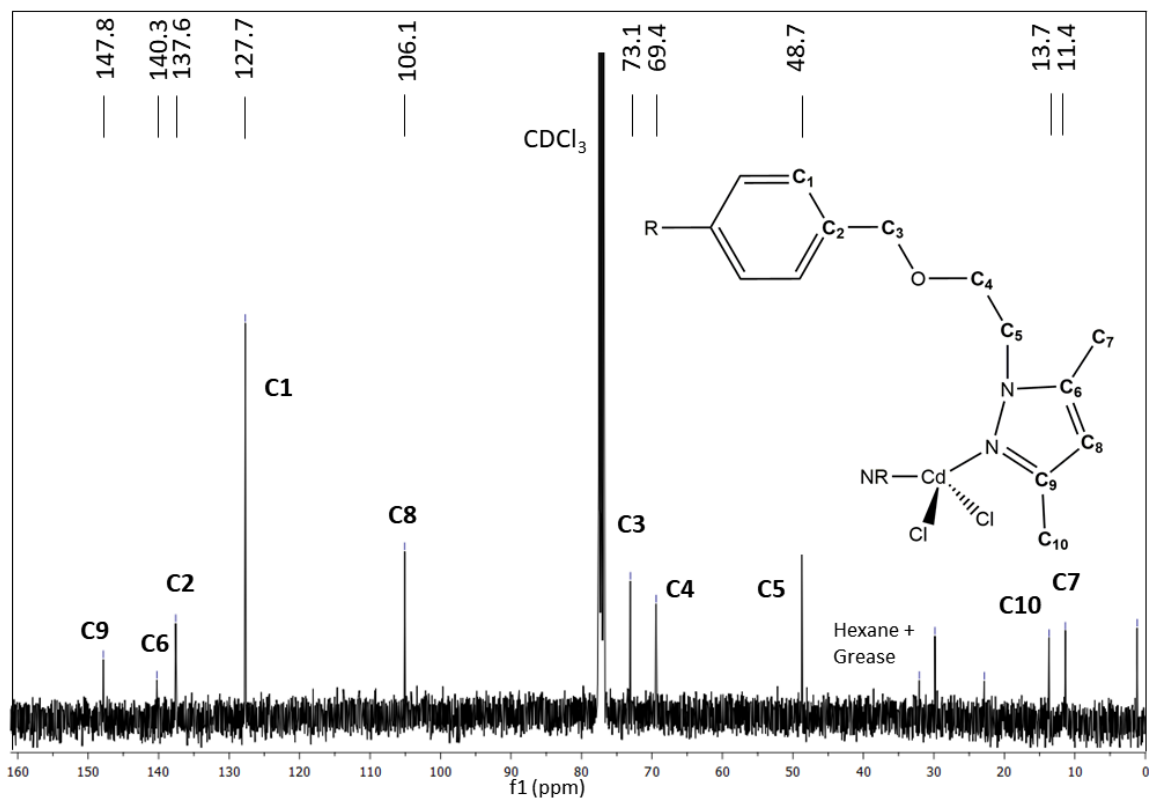 147.8
140.3
137.6
127.7
106.1
73.1
69.4
48.7
13.7
11.4
CDCl₃
C₁
R
C₂
C₃
O
C₄
C₅
C₇
N
C₆
N
C₈
NR
Cd
C₉
Cl
Cl
C₁₀
C1
C8
C3
C2
C4
C5
C7
C10
C9
C6
Hexane +
Grease
160 150 140 130 120 110 100 90 80 70 60 50 40 30 20 10 0
f1 (ppm)